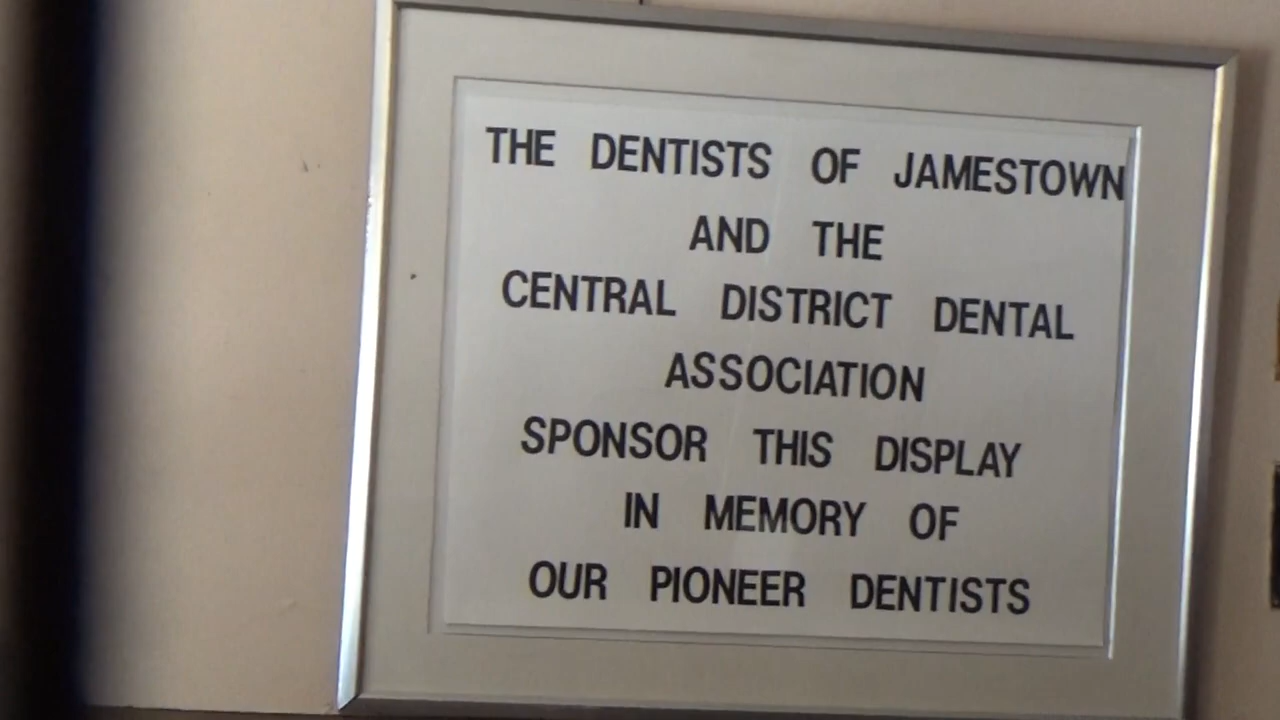 THE DENTISTS OF JAMESTOWN
AND THE
CENTRAL DISTRICT DENTAL
ASSOCIATION
SPONSOR THIS DISPLAY
IN MEMORY OF
OUR PIONEER DENTISTS